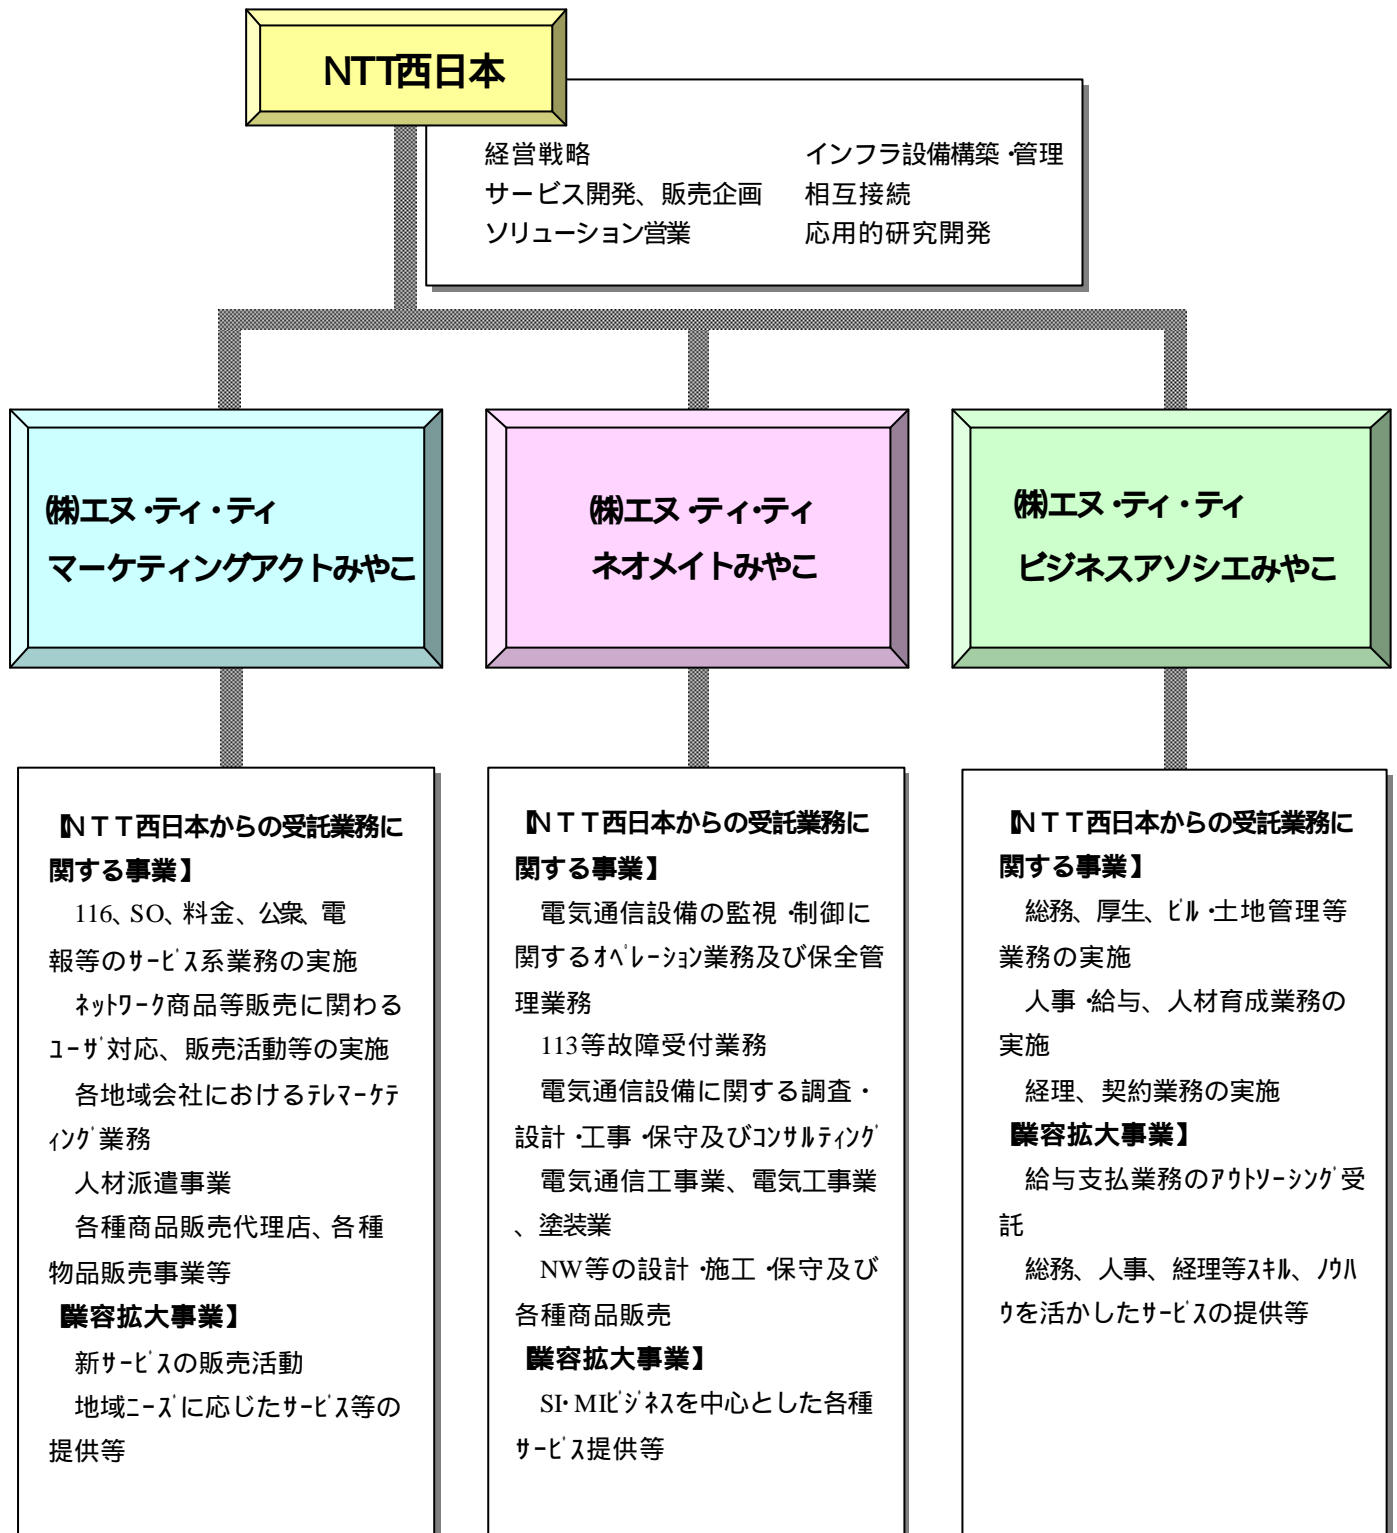 NTT西日本
経営戦略
サービス開発、販売企画
ソリューション営業
インフラ設備構築・管理
相互接続
応用的研究開発
㈱エヌ・ティ・ティ
マーケティングアクトみやこ
㈱エヌ・ティ・ティ
ネオメイトみやこ
㈱エヌ・ティ・ティ
ビジネスアソシエみやこ
【ＮＴＴ西日本からの受託業務に
関する事業】
116、SO、料金、公衆、電
報等のｻｰﾋﾞｽ系業務の実施
ﾈｯﾄﾜｰｸ商品等販売に関わる
ﾕｰｻﾞ対応、販売活動等の実施
各地域会社におけるﾃﾚﾏｰｹﾃ
ｨﾝｸﾞ業務
人材派遣事業
各種商品販売代理店、各種
物品販売事業等
【業容拡大事業】
新ｻｰﾋﾞｽの販売活動
地域ﾆｰｽﾞに応じたｻｰﾋﾞｽ等の
提供等
【ＮＴＴ西日本からの受託業務に
関する事業】
電気通信設備の監視・制御に
関するｵﾍﾟﾚｰｼｮﾝ業務及び保全管
理業務
113等故障受付業務
電気通信設備に関する調査・
設計・工事・保守及びｺﾝｻﾙﾃｨﾝｸﾞ
電気通信工事業、電気工事業
、塗装業
NW等の設計・施工・保守及び
各種商品販売
【業容拡大事業】
SI・MIﾋﾞｼﾞﾈｽを中心とした各種
ｻｰﾋﾞｽ提供等
【ＮＴＴ西日本からの受託業務に
関する事業】
総務、厚生、ﾋﾞﾙ・土地管理等
業務の実施
人事・給与、人材育成業務の
実施
経理、契約業務の実施
【業容拡大事業】
給与支払業務のｱｳﾄｿｰｼﾝｸﾞ受
託
総務、人事、経理等ｽｷﾙ、ﾉｳﾊ
ｳを活かしたｻｰﾋﾞｽの提供等